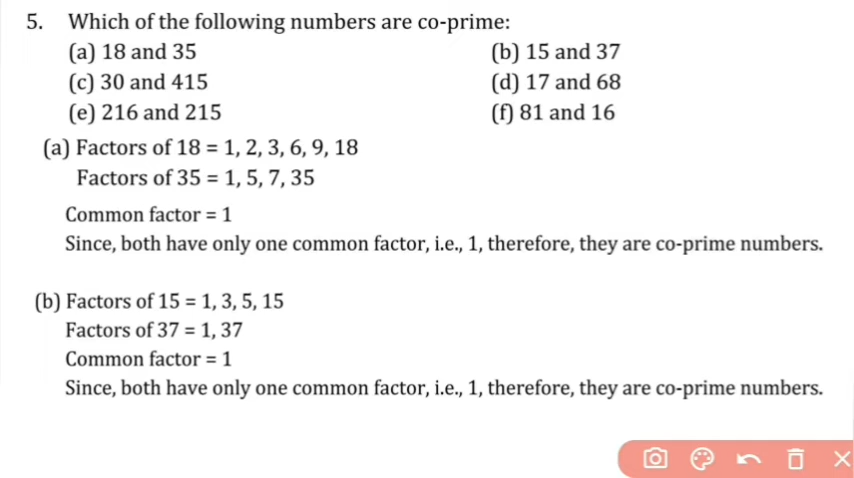 5. Which of the following numbers are co-prime:
(a) 18 and 35 (b) 15 and 37
(c) 30 and 415 (d) 17 and 68
(e) 216 and 215 (f) 81 and 16
(a) Factors of 18 = 1, 2, 3, 6, 9, 18
Factors of 35 = 1, 5, 7, 35
Common factor = 1
Since, both have only one common factor, i.e., 1, therefore, they are co-prime numbers.
(b) Factors of 15 = 1, 3, 5, 15
Factors of 37 = 1, 37
Common factor = 1
Since, both have only one common factor, i.e., 1, therefore, they are co-prime numbers.